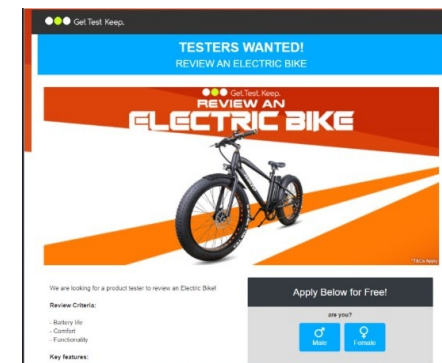 Get.Test.Keep.
TESTERS WANTED!
REVIEW AN ELECTRIC BIKE
Get.Test.Keep.
REVIEW AN
ELECTRIC BIKE
*T&Cs Apply
We are looking for a product tester to review an Electric Bike!
Review Criteria:
- Battery life
- Comfort
- Functionality
Key features:
Apply Below for Free!
are you?
Male
Female